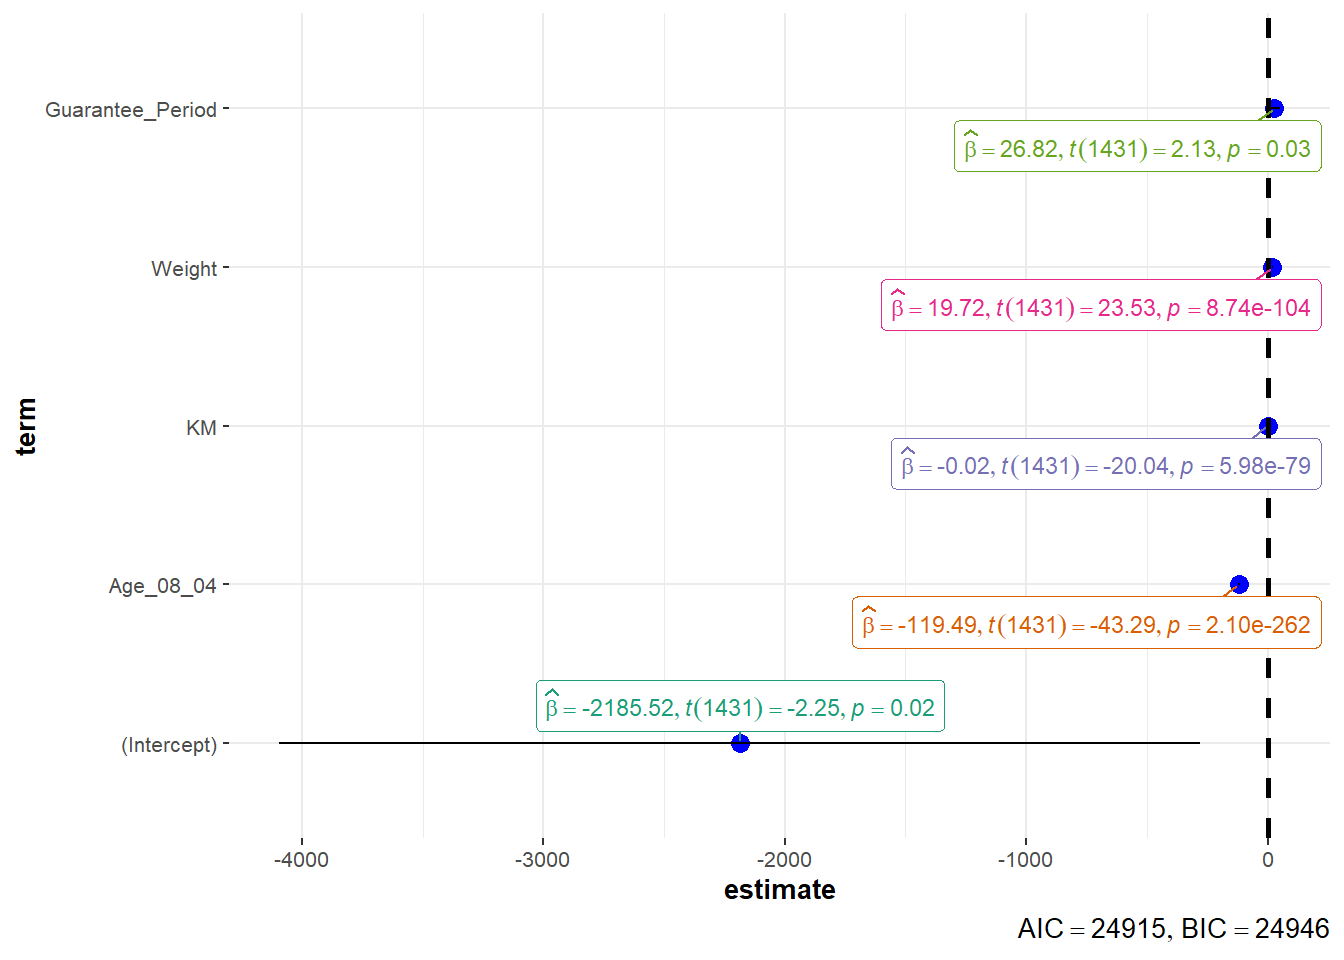 Guarantee_Period
β̂ = 26.82, t(1431) = 2.13, p = 0.03
Weight
β̂ = 19.72, t(1431) = 23.53, p = 8.74e-104
term
KM
β̂ = -0.02, t(1431) = -20.04, p = 5.98e-79
Age_08_04
β̂ = -119.49, t(1431) = -43.29, p = 2.10e-262
β̂ = -2185.52, t(1431) = -2.25, p = 0.02
(Intercept)
-4000 -3000 -2000 -1000 0
estimate
AIC = 24915, BIC = 24946